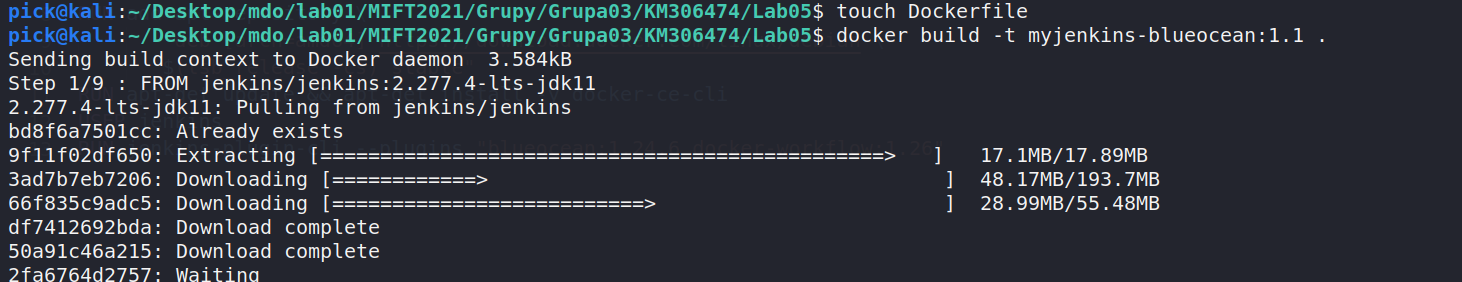 pick@kali:~/Desktop/mdo/lab01/MIFT2021/Grupy/Grupa03/KM306474/Lab05$ touch Dockerfile
pick@kali:~/Desktop/mdo/lab01/MIFT2021/Grupy/Grupa03/KM306474/Lab05$ docker build -t myjenkins-blueocean:1.1 .
Sending build context to Docker daemon  3.584kB
Step 1/9 : FROM jenkins/jenkins:2.277.4-lts-jdk11
2.277.4-lts-jdk11: Pulling from jenkins/jenkins
bd8f6a7501cc: Already exists
9f11f02df650: Extracting [===============================================>   ]   17.1MB/17.89MB
3ad7b7eb7206: Downloading [============>                                      ]  48.17MB/193.7MB
66f835c9adc5: Downloading [==========================>                        ]  28.99MB/55.48MB
df7412692bda: Download complete
50a91c46a215: Download complete
2fa6764d2757: Waiting